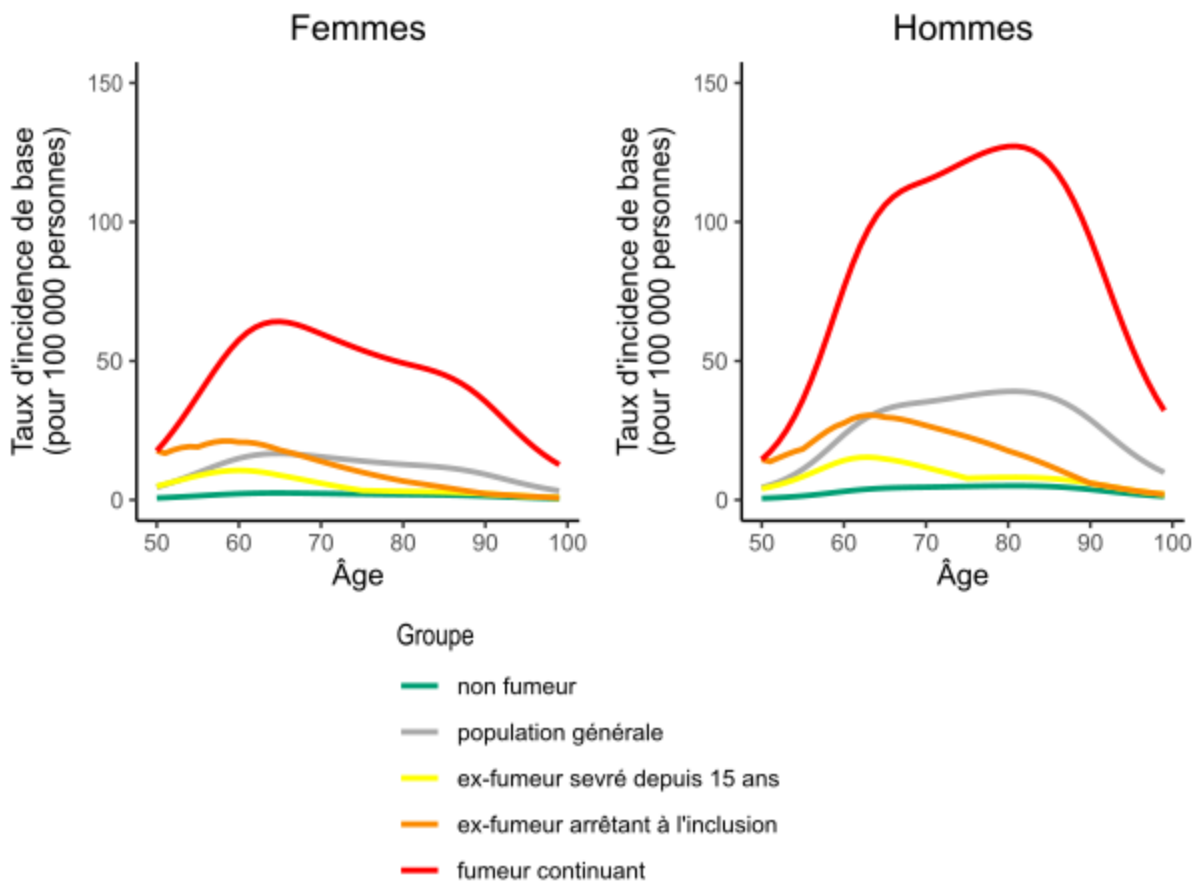 Femmes
Hommes
Taux d'incidence de base
(pour 100 000 personnes)
150
100
50
0
50 60 70 80 90 100
Âge
Taux d'incidence de base
(pour 100 000 personnes)
150
100
50
0
50 60 70 80 90 100
Âge
Groupe
non fumeur
population générale
ex-fumeur sevré depuis 15 ans
ex-fumeur arrêtant à l'inclusion
fumeur continuant